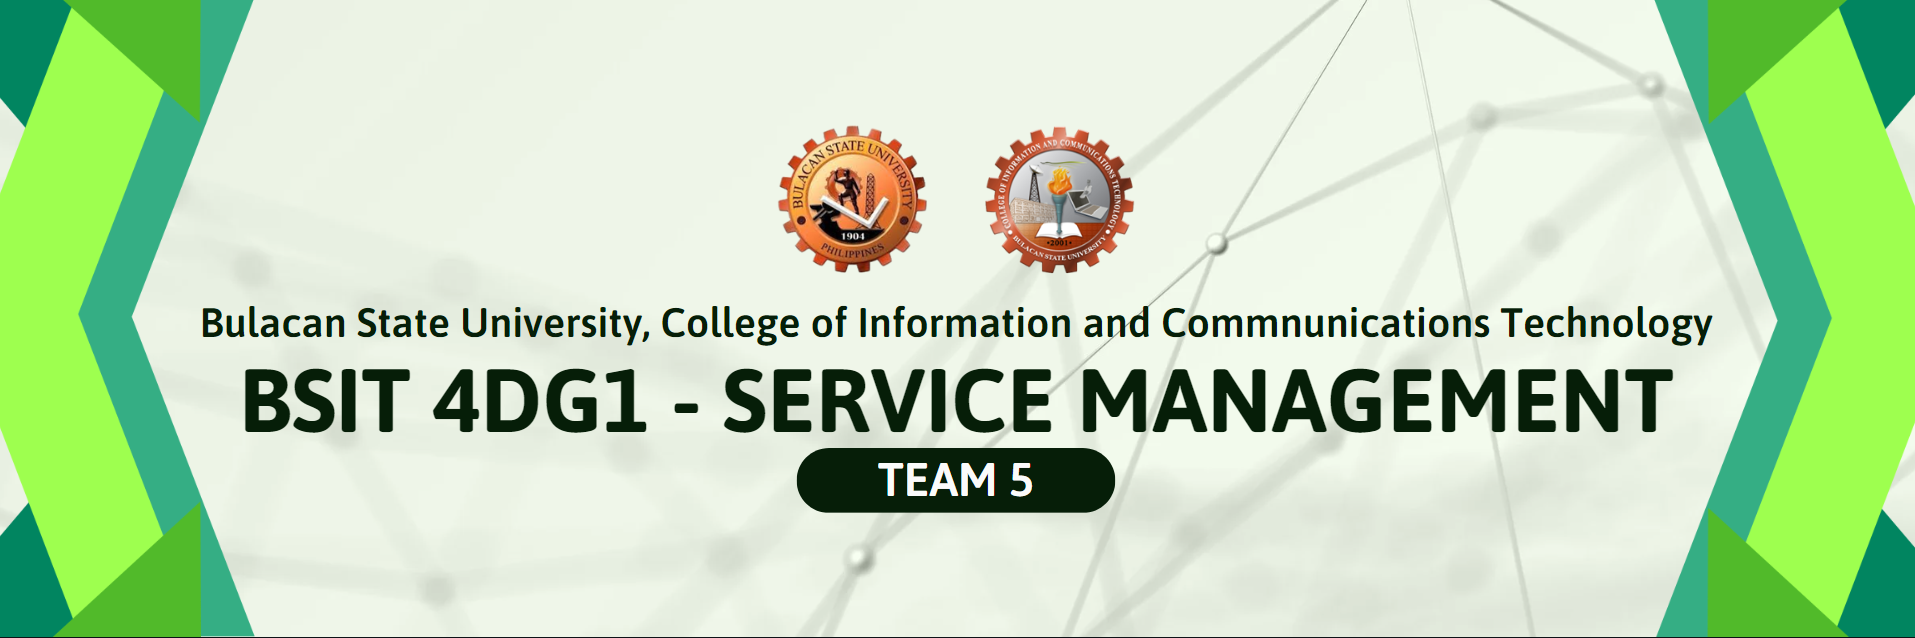 BULACAN STATE UNIVERSITY
1904
PHILIPPINES
COLLEGE OF INFORMATION AND COMMUNICATIONS TECHNOLOGY
•2001•
BULACAN STATE UNIVERSITY
Bulacan State University, College of Information and Commnunications Technology
BSIT 4DG1 - SERVICE MANAGEMENT
TEAM 5